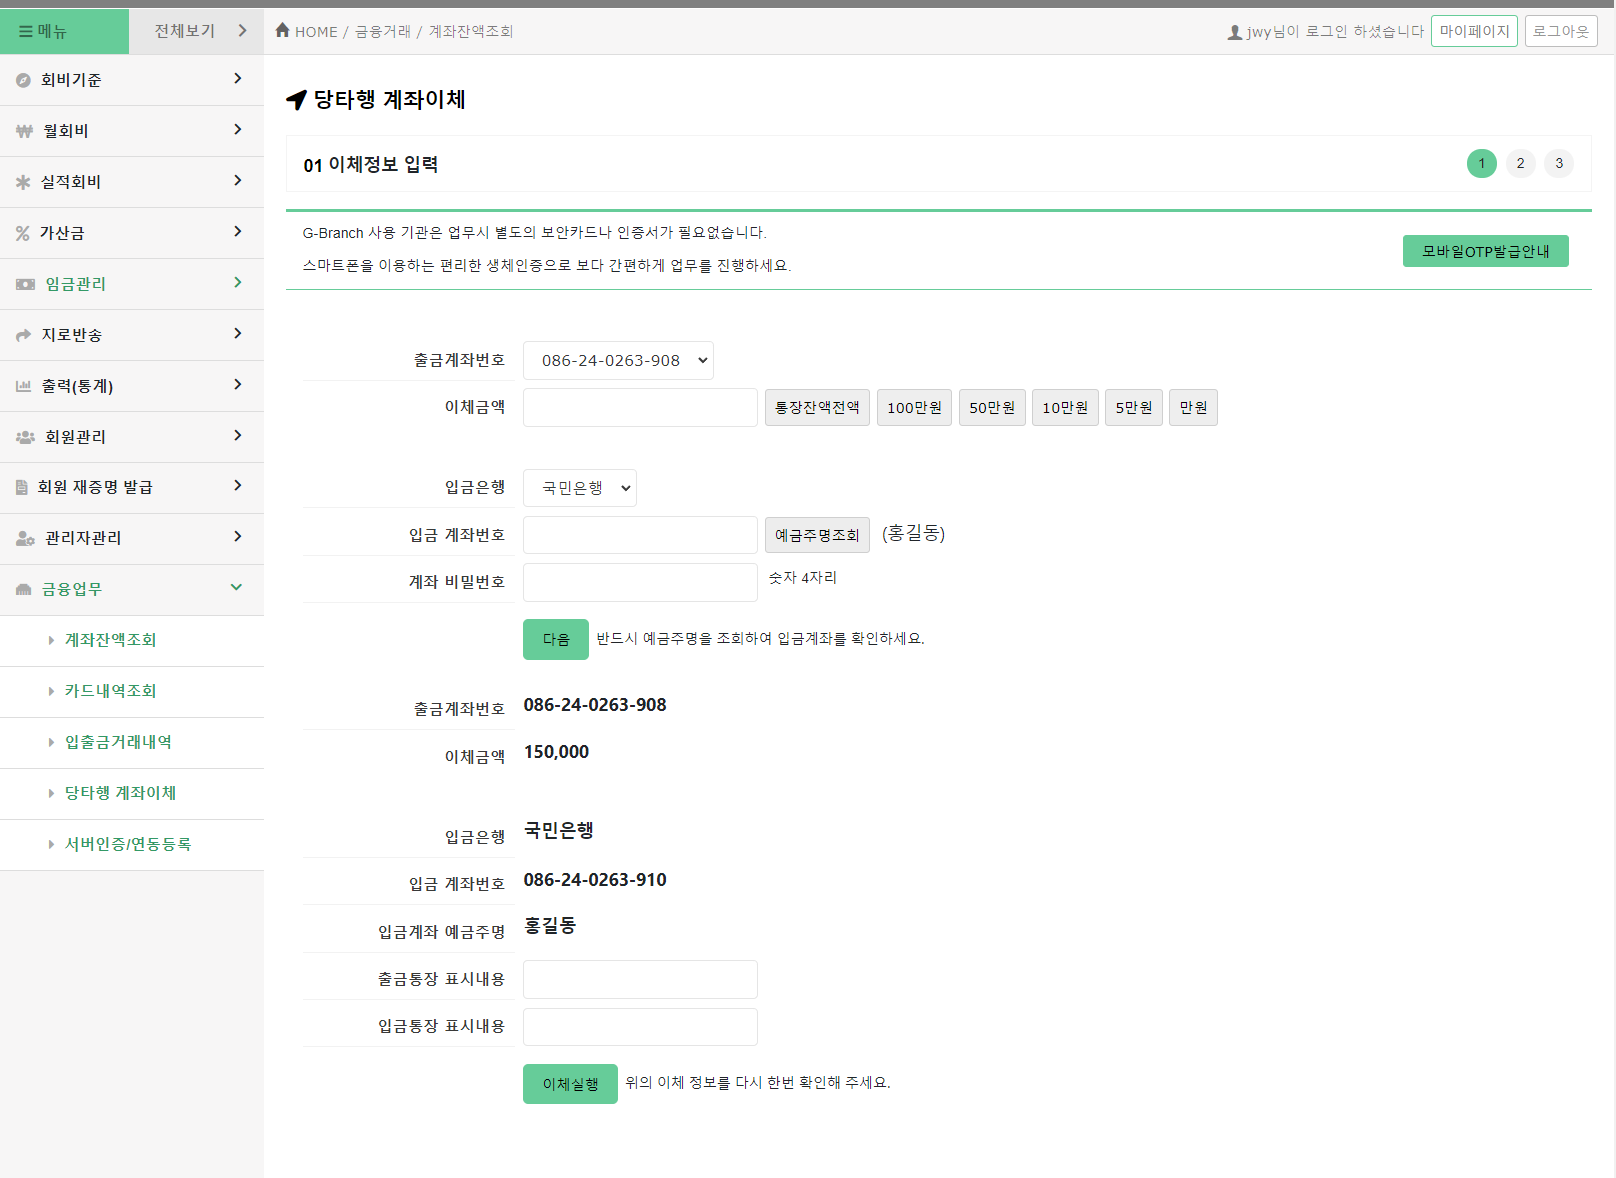 메뉴
전체보기
HOME / 금융거래 / 계좌잔액조회
jwy님이 로그인 하셨습니다
마이페이지
로그아웃
회비기준
월회비
실적회비
가산금
임금관리
지로반송
출력(통계)
회원관리
회원 재증명 발급
관리자관리
금융업무
계좌잔액조회
카드내역조회
입출금거래내역
당타행 계좌이체
서버인증/연동등록
당타행 계좌이체
01 이체정보 입력
1 2 3
G-Branch 사용 기관은 업무시 별도의 보안카드나 인증서가 필요없습니다.
스마트폰을 이용하는 편리한 생체인증으로 보다 간편하게 업무를 진행하세요.
모바일OTP발급안내
출금계좌번호 086-24-0263-908
이체금액 통장잔액전액 100만원 50만원 10만원 5만원 만원
입금은행 국민은행
입금 계좌번호 예금주명조회 (홍길동)
계좌 비밀번호 숫자 4자리
다음 반드시 예금주명을 조회하여 입금계좌를 확인하세요.
출금계좌번호 086-24-0263-908
이체금액 150,000
입금은행 국민은행
입금 계좌번호 086-24-0263-910
입금계좌 예금주명 홍길동
출금통장 표시내용
입금통장 표시내용
이체실행 위의 이체 정보를 다시 한번 확인해 주세요.